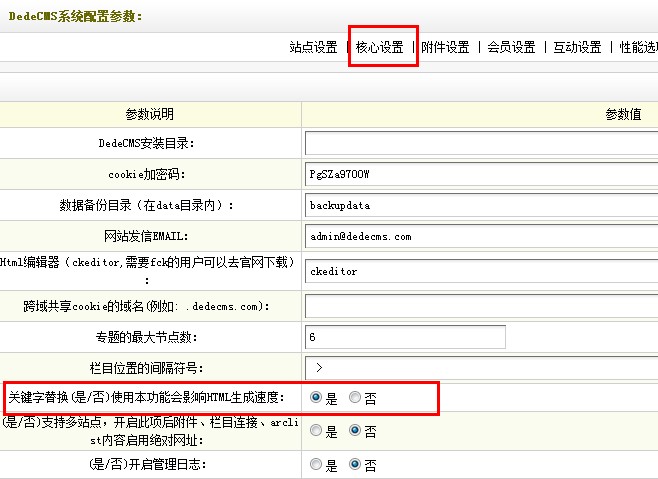 DedeCMS系统配置参数：
站点设置 | 核心设置 | 附件设置 | 会员设置 | 互动设置 | 性能选
参数说明 参数值
DedeCMS安装目录：
cookie加密码： PgSZa9700W
数据备份目录（在data目录内）： backupdata
网站发信EMAIL： admin@dedecms.com
Html编辑器（ckeditor,需要fck的用户可以去官网下载）
： ckeditor
跨域共享cookie的域名(例如: .dedecms.com)：
专题的最大节点数： 6
栏目位置的间隔符号： >
关键字替换(是/否)使用本功能会影响HTML生成速度： 是 否
(是/否)支持多站点，开启此项后附件、栏目连接、arcli
st内容启用绝对网址： 是 否
(是/否)开启管理日志： 是 否